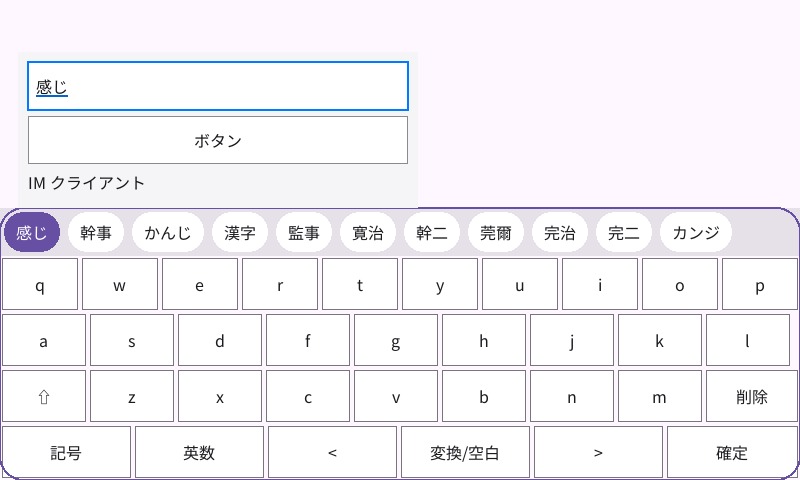 感じ
ボタン
IM クライアント
感じ 幹事 かんじ 漢字 監事 寛治 幹二 莞爾 完治 完二 カンジ
q w e r t y u i o p
a s d f g h j k l
⇧ z x c v b n m 削除
記号 英数 < 変換/空白 > 確定